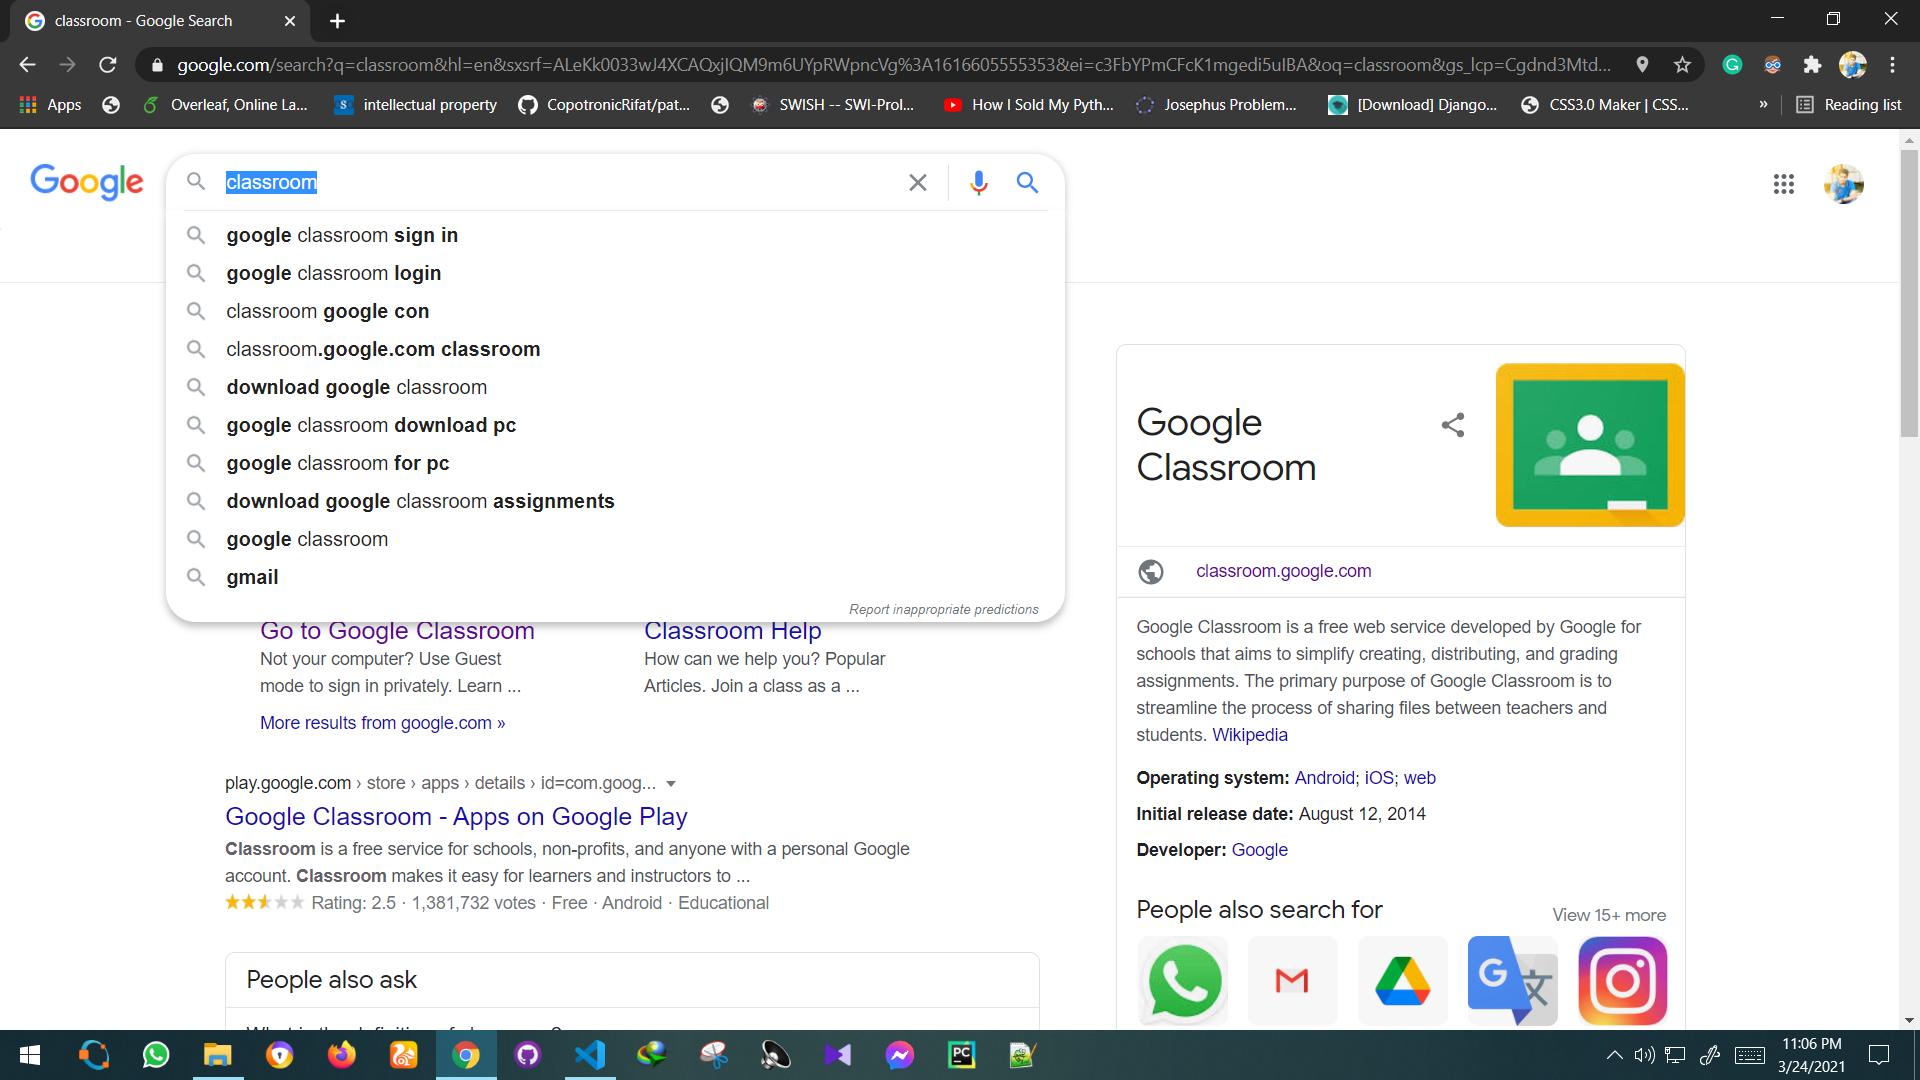 classroom - Google Search
google.com/search?q=classroom&hl=en&sxsrf=ALeKk0033wJ4XCAQxjIQM9m6UYpRWpncVg%3A1616605555353&ei=c3FbYPmCFcK1mgedi5uIBA&oq=classroom&gs_lcp=Cgdnd3Mtd...
Apps Overleaf, Online La... intellectual property CopotronicRifat/pat... SWISH -- SWI-Prol... How I Sold My Pyth... Josephus Problem... [Download] Django... CSS3.0 Maker | CSS... » Reading list
Google
classroom
google classroom sign in
google classroom login
classroom google con
classroom.google.com classroom
download google classroom
google classroom download pc
google classroom for pc
download google classroom assignments
google classroom
gmail
Report inappropriate predictions
Go to Google Classroom
Not your computer? Use Guest
mode to sign in privately. Learn ...
Classroom Help
How can we help you? Popular
Articles. Join a class as a ...
More results from google.com »
play.google.com › store › apps › details › id=com.goog...
Google Classroom - Apps on Google Play
Classroom is a free service for schools, non-profits, and anyone with a personal Google
account. Classroom makes it easy for learners and instructors to ...
Rating: 2.5 · 1,381,732 votes · Free · Android · Educational
People also ask
Google
Classroom
classroom.google.com
Google Classroom is a free web service developed by Google for
schools that aims to simplify creating, distributing, and grading
assignments. The primary purpose of Google Classroom is to
streamline the process of sharing files between teachers and
students. Wikipedia
Operating system: Android; iOS; web
Initial release date: August 12, 2014
Developer: Google
People also search for
View 15+ more
11:06 PM
3/24/2021